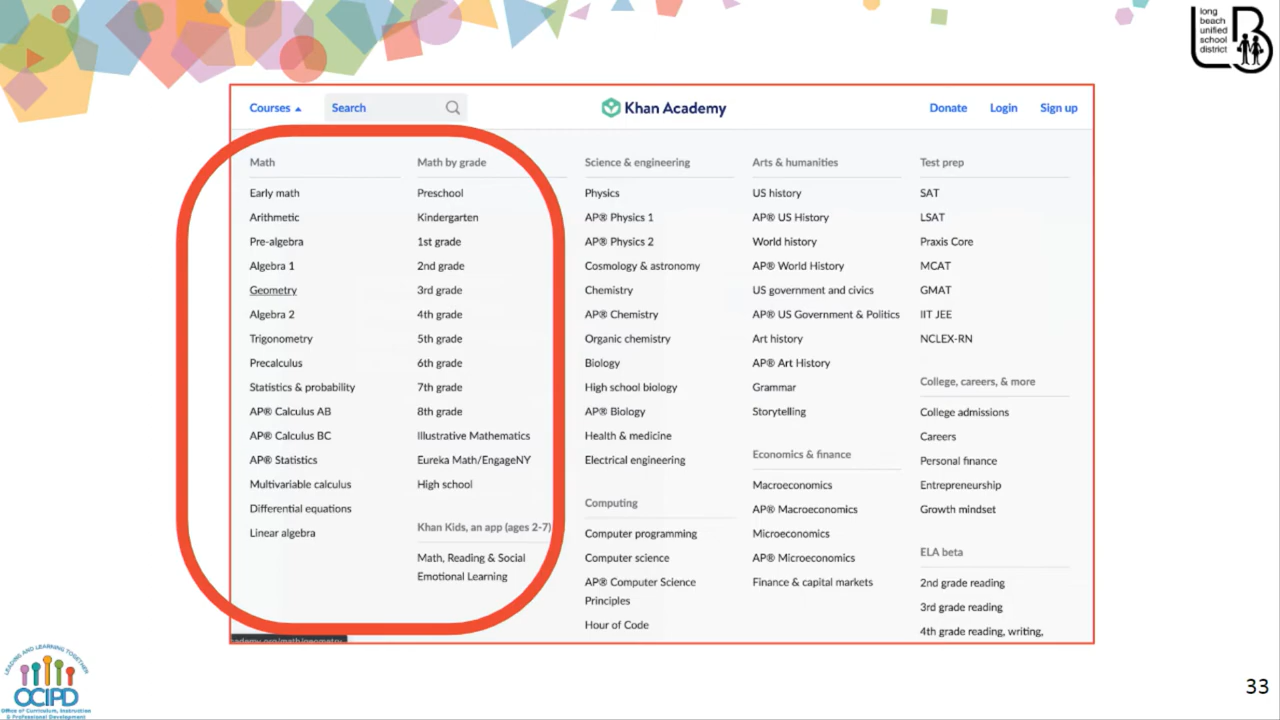 long
beach
unified
school
district
Courses
Search
Khan Academy
Donate
Login
Sign up
Math
Early math
Arithmetic
Pre-algebra
Algebra 1
Geometry
Algebra 2
Trigonometry
Precalculus
Statistics & probability
AP® Calculus AB
AP® Calculus BC
AP® Statistics
Multivariable calculus
Differential equations
Linear algebra
Math by grade
Preschool
Kindergarten
1st grade
2nd grade
3rd grade
4th grade
5th grade
6th grade
7th grade
8th grade
Illustrative Mathematics
Eureka Math/EngageNY
High school
Khan Kids, an app (ages 2-7)
Math, Reading & Social
Emotional Learning
Science & engineering
Physics
AP® Physics 1
AP® Physics 2
Cosmology & astronomy
Chemistry
AP® Chemistry
Organic chemistry
Biology
High school biology
AP® Biology
Health & medicine
Electrical engineering
Computing
Computer programming
Computer science
AP® Computer Science
Principles
Hour of Code
Arts & humanities
US history
AP® US History
World history
AP® World History
US government and civics
AP® US Government & Politics
Art history
AP® Art History
Grammar
Storytelling
Economics & finance
Macroeconomics
AP® Macroeconomics
Microeconomics
AP® Microeconomics
Finance & capital markets
Test prep
SAT
LSAT
Praxis Core
MCAT
GMAT
IIT JEE
NCLEX-RN
College, careers, & more
College admissions
Careers
Personal finance
Entrepreneurship
Growth mindset
ELA beta
2nd grade reading
3rd grade reading
4th grade reading, writing,
LEADING AND LEARNING TOGETHER
OCIPD
Office of Curriculum, Instruction
& Professional Development
33